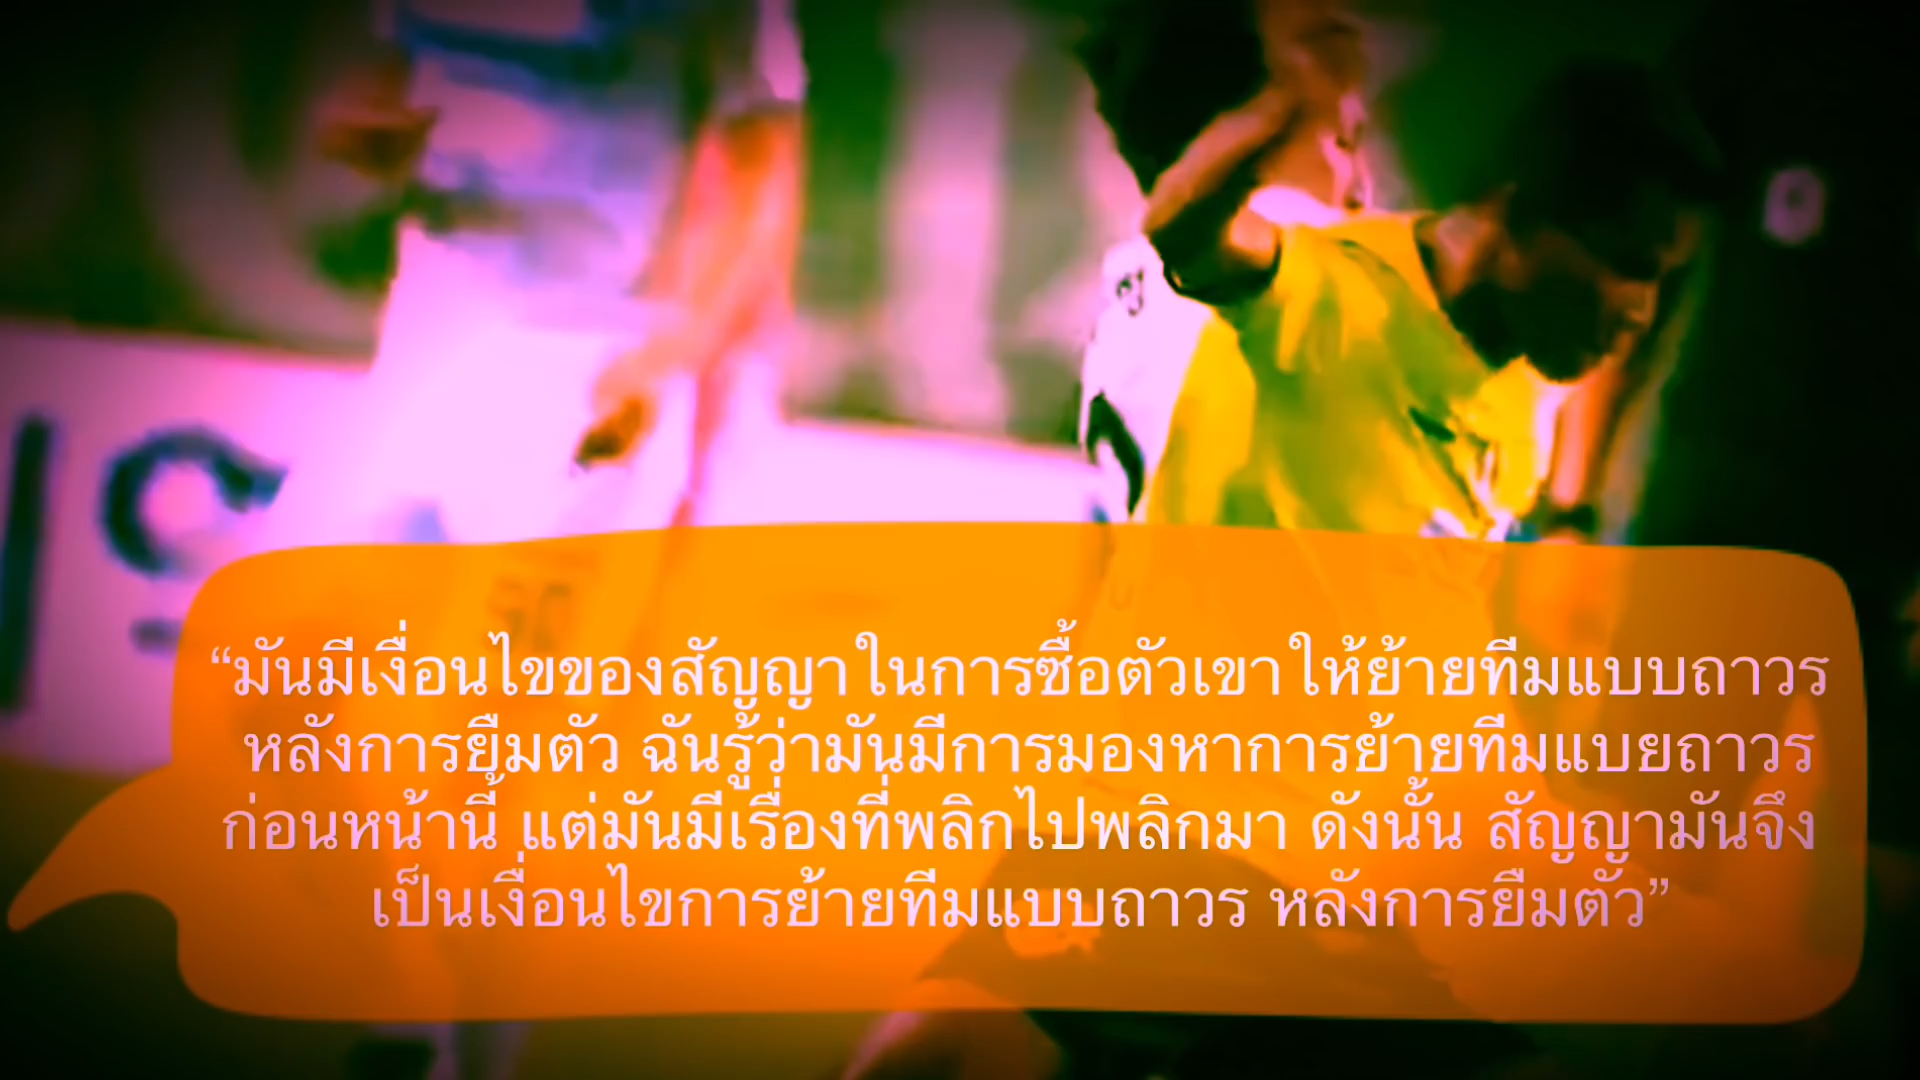 “มันมีเงื่อนไขของสัญญาในการซื้อตัวเขาให้ย้ายทีมแบบถาวร
หลังการยืมตัว ฉันรู้ว่ามันมีการมองหาการย้ายทีมแบยถาวร
ก่อนหน้านี้ แต่มันมีเรื่องที่พลิกไปพลิกมา ดังนั้น สัญญามันจึง
เป็นเงื่อนไขการย้ายทีมแบบถาวร หลังการยืมตัว”